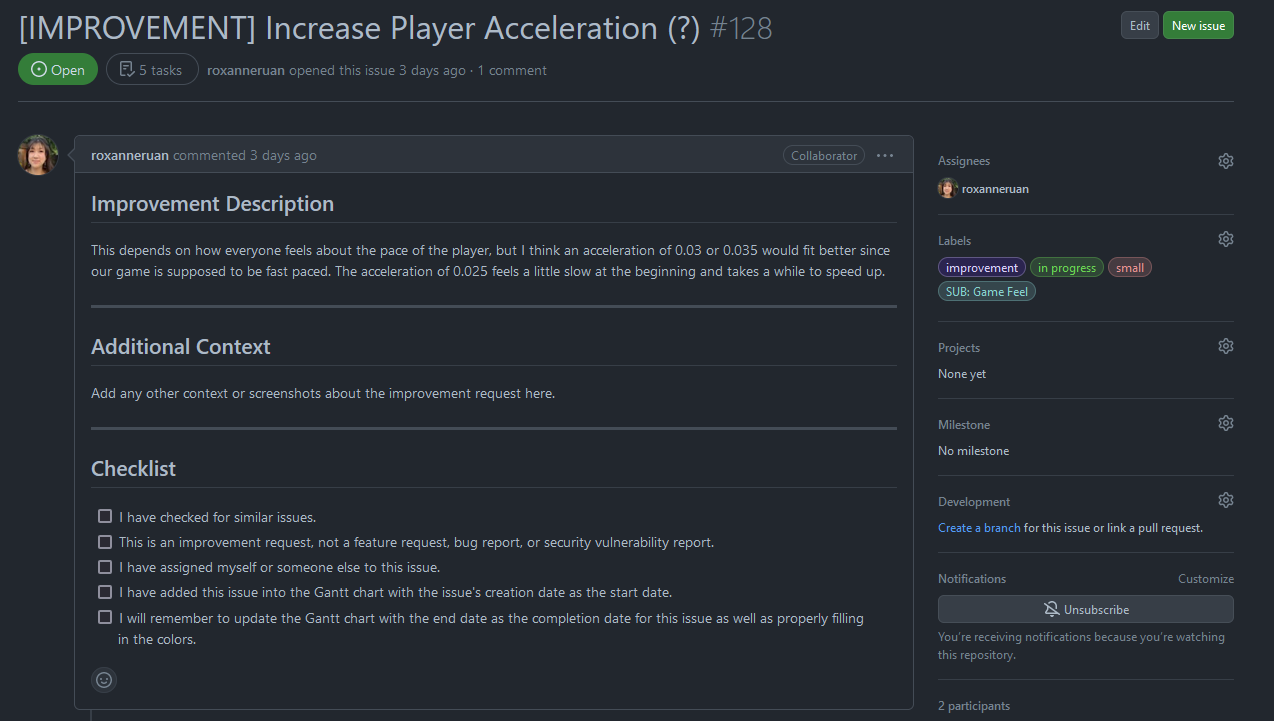 [IMPROVEMENT] Increase Player Acceleration (?) #128
Edit
New issue
Open
5 tasks
roxanneruan opened this issue 3 days ago · 1 comment
roxanneruan commented 3 days ago
Collaborator
Improvement Description
This depends on how everyone feels about the pace of the player, but I think an acceleration of 0.03 or 0.035 would fit better since
our game is supposed to be fast paced. The acceleration of 0.025 feels a little slow at the beginning and takes a while to speed up.
Additional Context
Add any other context or screenshots about the improvement request here.
Checklist
I have checked for similar issues.
This is an improvement request, not a feature request, bug report, or security vulnerability report.
I have assigned myself or someone else to this issue.
I have added this issue into the Gantt chart with the issue's creation date as the start date.
I will remember to update the Gantt chart with the end date as the completion date for this issue as well as properly filling
in the colors.
Assignees
roxanneruan
Labels
improvement
in progress
small
SUB: Game Feel
Projects
None yet
Milestone
No milestone
Development
Create a branch for this issue or link a pull request.
Notifications
Customize
Unsubscribe
You're receiving notifications because you're watching
this repository.
2 participants